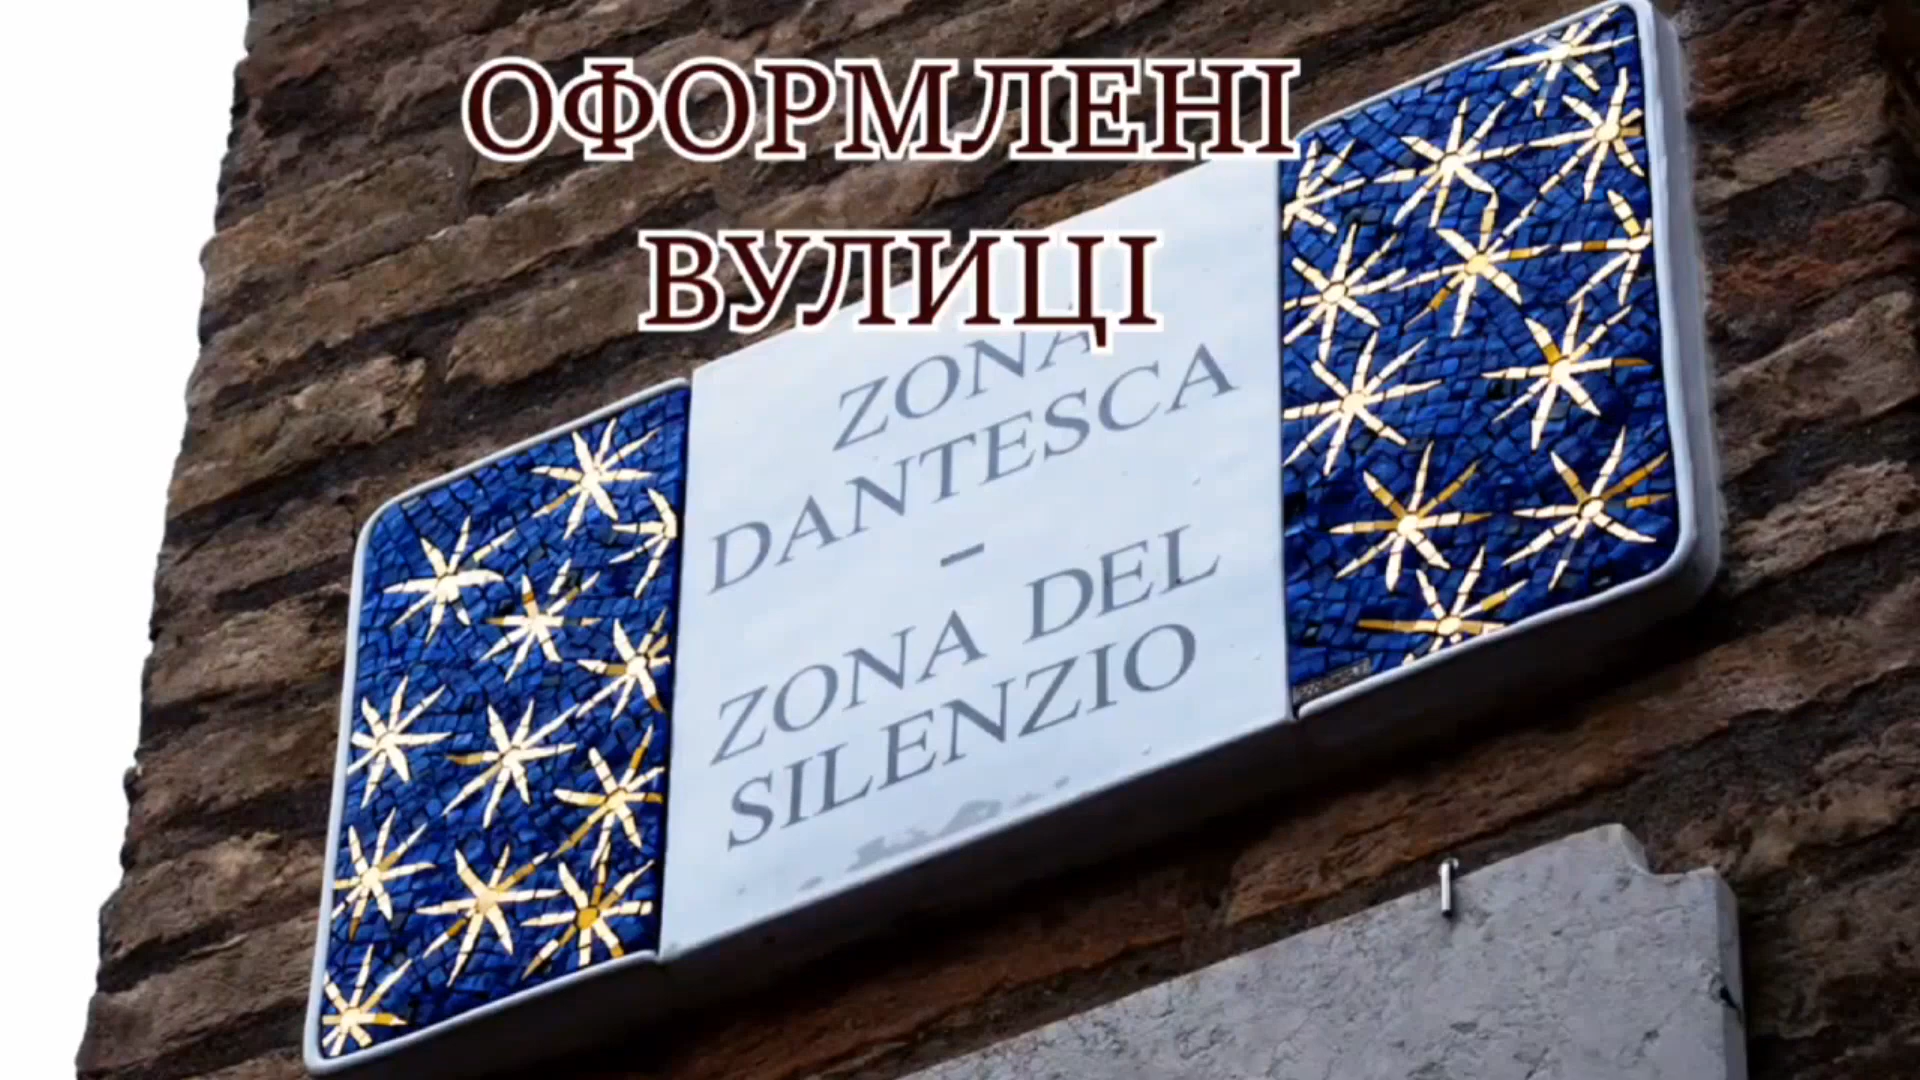 ОФОРМЛЕНІ
ВУЛИЦІ
ZONA
DANTESCA
–
ZONA DEL
SILENZIO